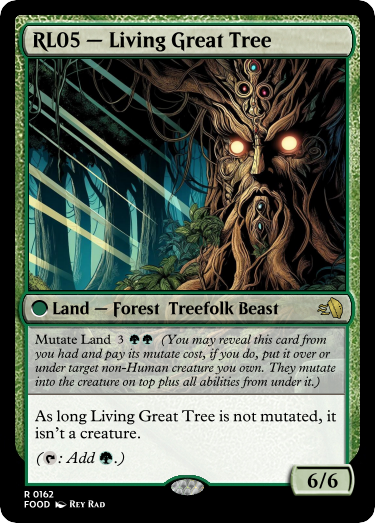 RL05 — Living Great Tree
Land — Forest Treefolk Beast
Mutate Land 3 (You may reveal this card from
you had and pay its mutate cost, if you do, put it over or
under target non-Human creature you own. They mutate
into the creature on top plus all abilities from under it.)
As long Living Great Tree is not mutated, it
isn't a creature.
(: Add .)
6/6
R 0162
FOOD Rey Rad